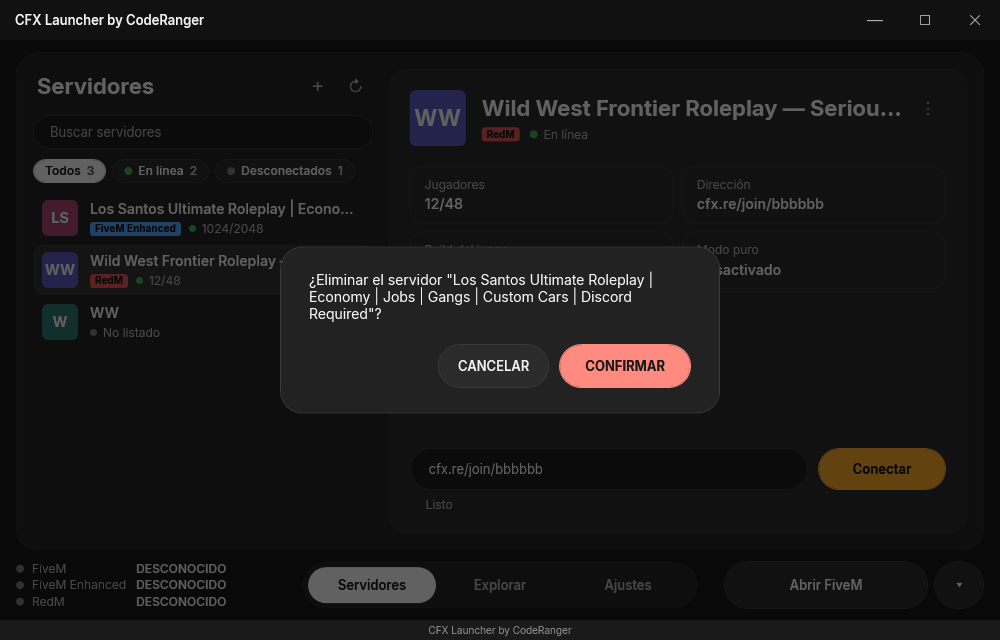 CFX Launcher by CodeRanger
Servidores
Buscar servidores
Todos 3
En línea 2
Desconectados 1
LS
Los Santos Ultimate Roleplay | Econo...
FiveM Enhanced
1024/2048
WW
Wild West Frontier Roleplay
RedM
12/48
W
WW
No listado
WW
Wild West Frontier Roleplay — Seriou...
RedM
En línea
Jugadores
12/48
Dirección
cfx.re/join/bbbbbb
Modo puro
¿Eliminar el servidor "Los Santos Ultimate Roleplay |
Economy | Jobs | Gangs | Custom Cars | Discord
Required"?
CANCELAR
CONFIRMAR
cfx.re/join/bbbbbb
Conectar
Listo
FiveM DESCONOCIDO
FiveM Enhanced DESCONOCIDO
RedM DESCONOCIDO
Servidores
Explorar
Ajustes
Abrir FiveM
CFX Launcher by CodeRanger